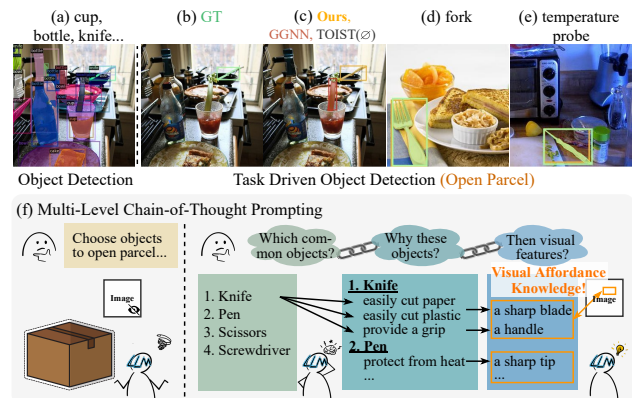 (a) cup,
bottle, knife...
(b) GT
(c) Ours,
GGNN, TOIST(∅)
(d) fork
(e) temperature
probe
Object Detection
Task Driven Object Detection (Open Parcel)
(f) Multi-Level Chain-of-Thought Prompting
Choose objects
to open parcel...
Image
LLM
Which com-
mon objects?
Why these
objects?
Then visual
features?
Visual Affordance
Knowledge!
1. Knife
2. Pen
3. Scissors
4. Screwdriver
LLM
1. Knife
easily cut paper
easily cut plastic
provide a grip
2. Pen
protect from heat
...
a sharp blade
a handle
a sharp tip
...
Image
LLM